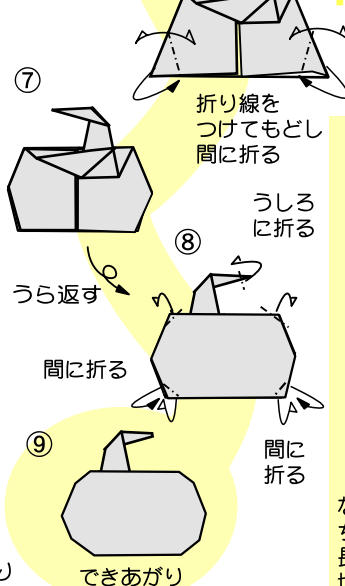 折り線を
つけてもどし
間に折る
⑦
うしろ
に折る
⑧
うら返す
間に折る
間に
折る
⑨
できあがり